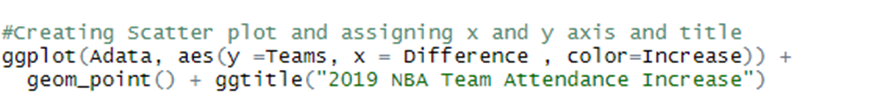 #Creating Scatter plot and assigning x and y axis and title
ggplot(Adata, aes(y =Teams, x = Difference , color=Increase)) +
  geom_point() + ggtitle("2019 NBA Team Attendance Increase")